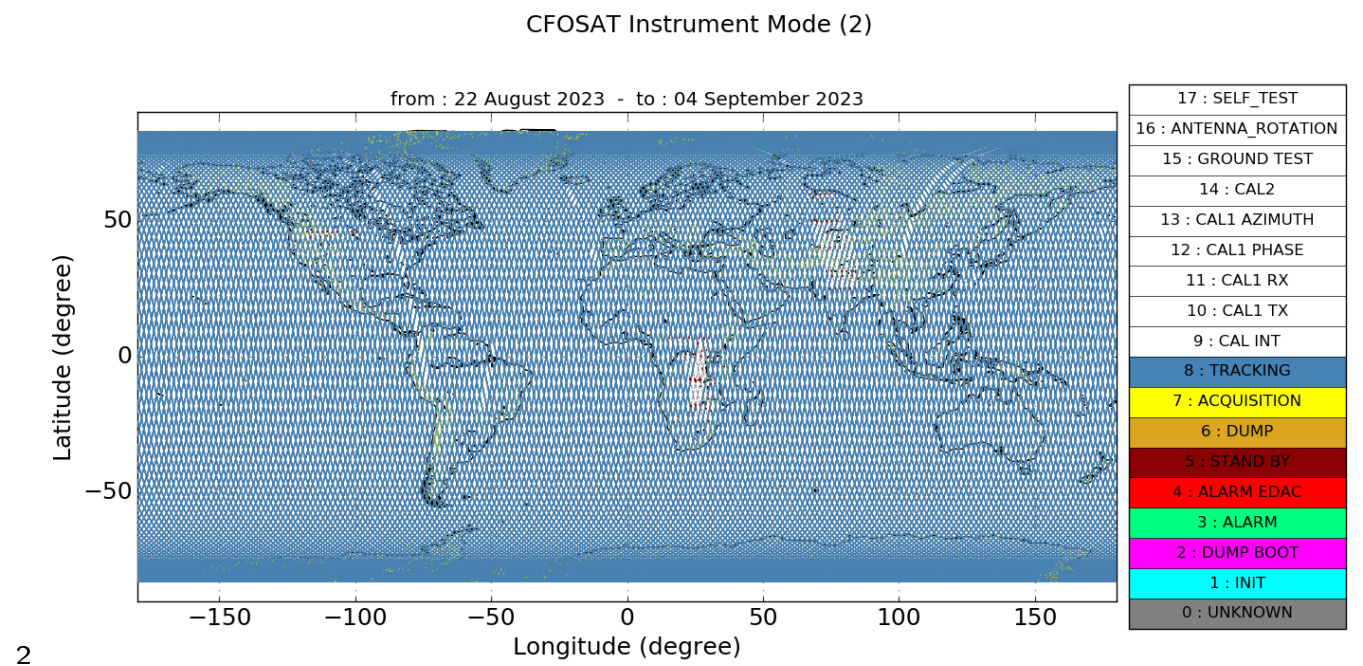 CFOSAT Instrument Mode (2)
from : 22 August 2023 - to : 04 September 2023
17 : SELF_TEST
16 : ANTENNA_ROTATION
15 : GROUND TEST
14 : CAL2
13 : CAL1 AZIMUTH
12 : CAL1 PHASE
11 : CAL1 RX
10 : CAL1 TX
9 : CAL INT
8 : TRACKING
7 : ACQUISITION
6 : DUMP
5 : STAND BY
4 : ALARM EDAC
3 : ALARM
2 : DUMP BOOT
1 : INIT
0 : UNKNOWN
Latitude (degree)
50
0
−50
−150 −100 −50 0 50 100 150
Longitude (degree)
2